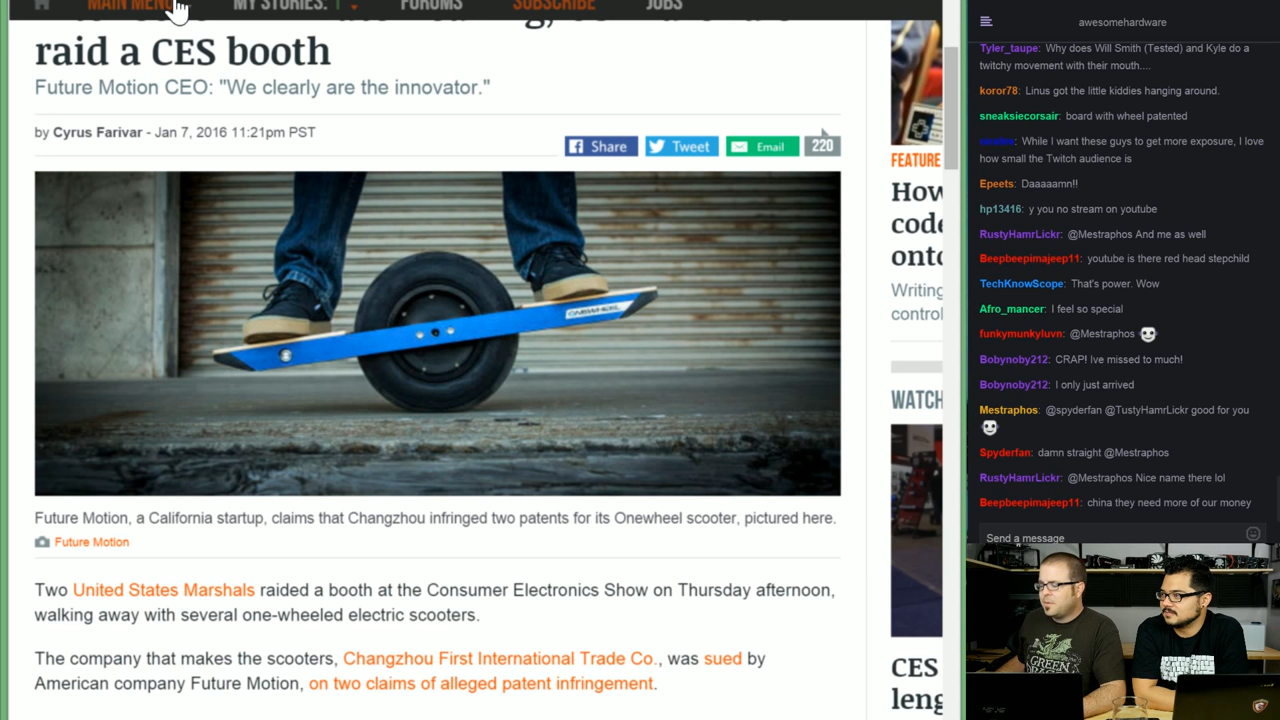 MAIN MENU
MY STORIES: 1
FORUMS
SUBSCRIBE
JOBS
raid a CES booth
Future Motion CEO: "We clearly are the innovator."
by Cyrus Farivar - Jan 7, 2016 11:21pm PST
Share
Tweet
Email
220
ONEWHEEL
Future Motion, a California startup, claims that Changzhou infringed two patents for its Onewheel scooter, pictured here.
Future Motion
Two United States Marshals raided a booth at the Consumer Electronics Show on Thursday afternoon,
walking away with several one-wheeled electric scooters.
The company that makes the scooters, Changzhou First International Trade Co., was sued by
American company Future Motion, on two claims of alleged patent infringement.
FEATURE
How
code
onto
Writing
control
WATCH
CES
leng
awesomehardware
Tyler_taupe: Why does Will Smith (Tested) and Kyle do a
twitchy movement with their mouth....
koror78: Linus got the little kiddies hanging around.
sneaksiecorsair: board with wheel patented
: While I want these guys to get more exposure, I love
how small the Twitch audience is
Epeets: Daaaaamn!!
hp13416: y you no stream on youtube
RustyHamrLickr: @Mestraphos And me as well
Beepbeepimajeep11: youtube is there red head stepchild
TechKnowScope: That's power. Wow
Afro_mancer: I feel so special
funkymunkyluvn: @Mestraphos
Bobynoby212: CRAP! Ive missed to much!
Bobynoby212: I only just arrived
Mestraphos: @spyderfan @TustyHamrLickr good for you
Spyderfan: damn straight @Mestraphos
RustyHamrLickr: @Mestraphos Nice name there lol
Beepbeepimajeep11: china they need more of our money
Send a message
GREEN
DRAGON